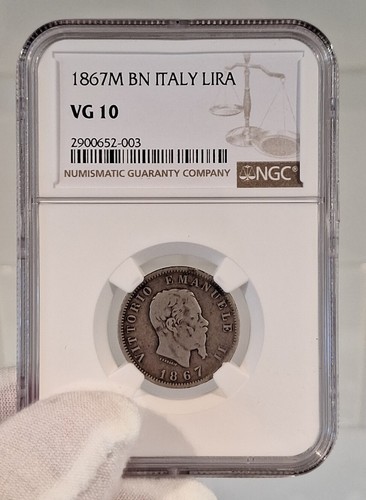 1867M BN ITALY LIRA
VG 10
2900652-003
NUMISMATIC GUARANTY COMPANY
NGC®
VITTORIO EMANUELE II
1867